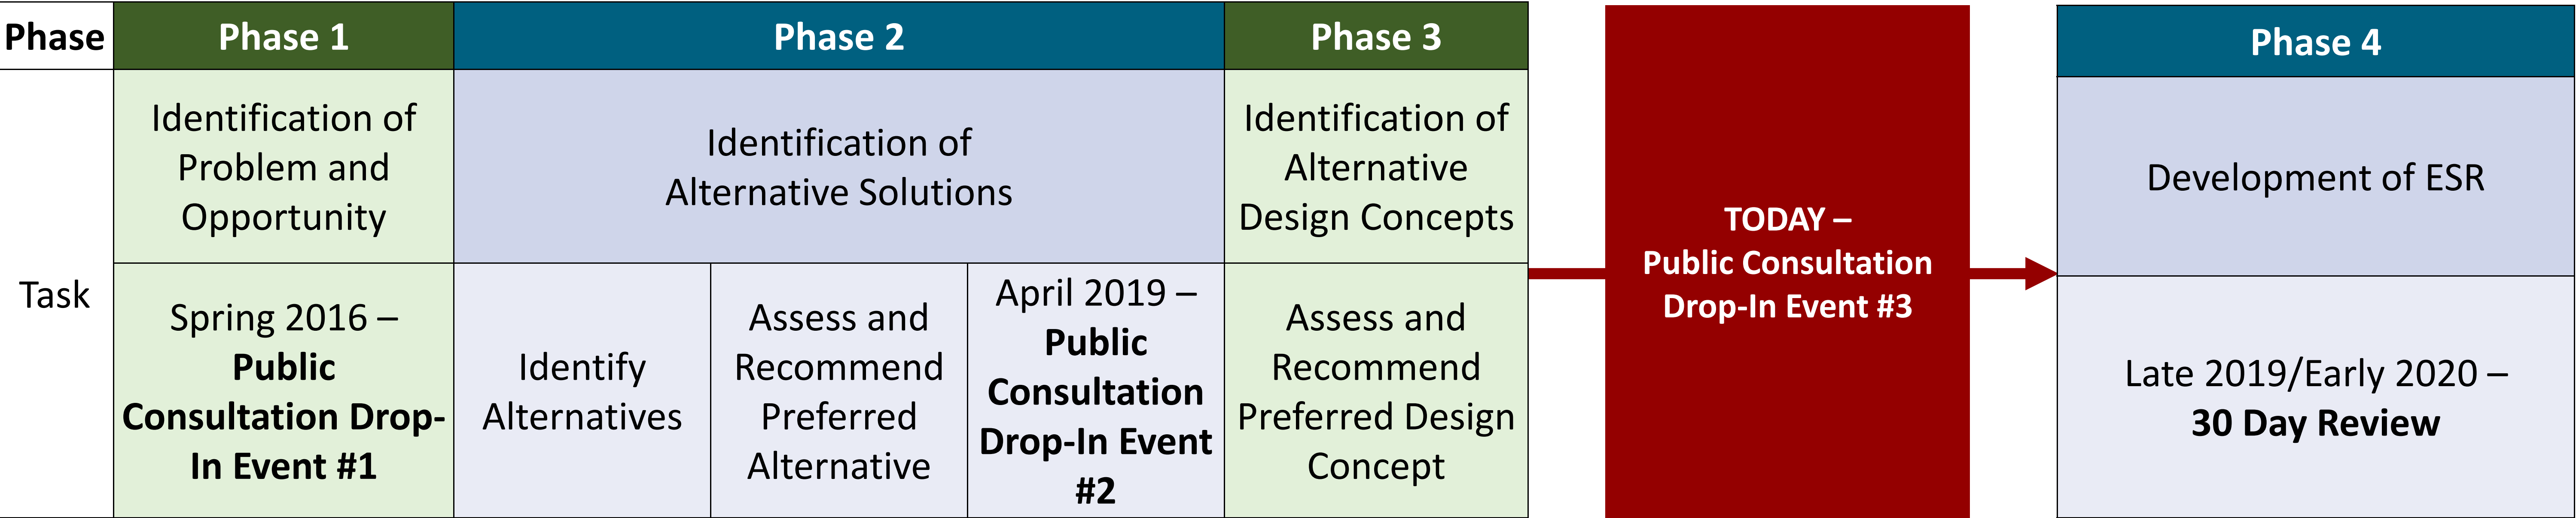 Phase
Phase 1
Phase 2
Phase 3
Phase 4
Task
Identification of
Problem and
Opportunity
Identification of
Alternative Solutions
Identification of
Alternative
Design Concepts
Spring 2016 –
Public
Consultation Drop-
In Event #1
Identify
Alternatives
Assess and
Recommend
Preferred
Alternative
April 2019 –
Public
Consultation
Drop-In Event
#2
Assess and
Recommend
Preferred Design
Concept
TODAY –
Public Consultation
Drop-In Event #3
Development of ESR
Late 2019/Early 2020 –
30 Day Review